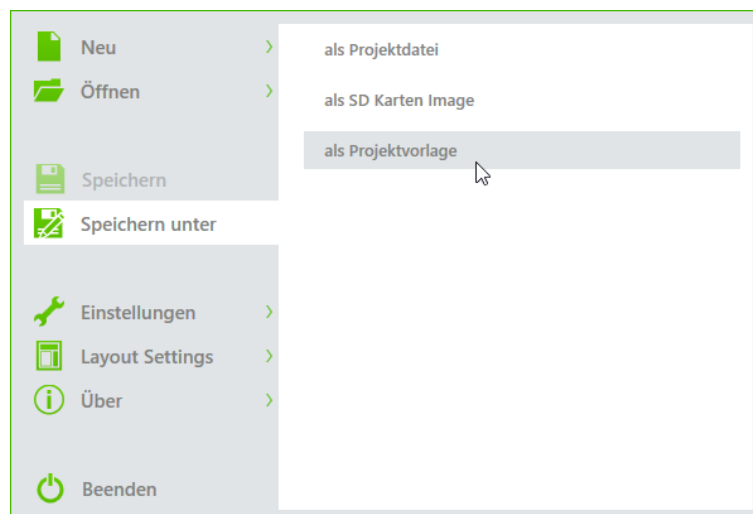 Neu
Öffnen
Speichern
Speichern unter
Einstellungen
Layout Settings
Über
Beenden
als Projektdatei
als SD Karten Image
als Projektvorlage